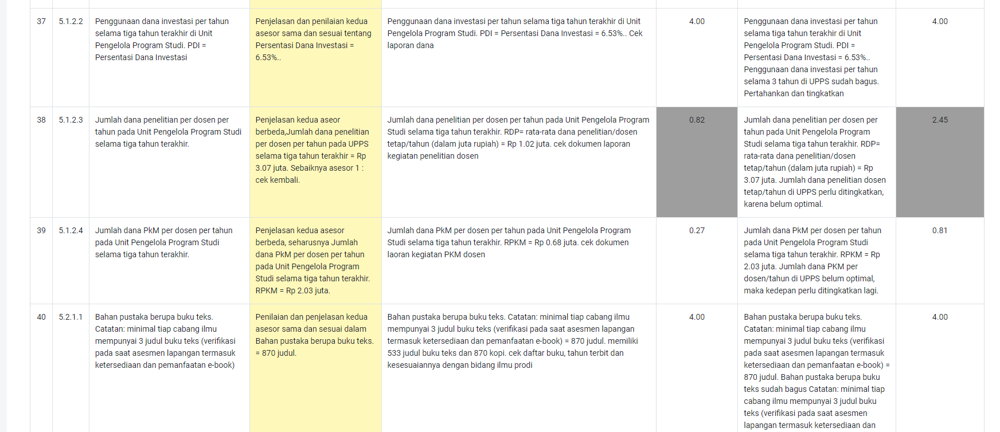 37
5.1.2.2
Penggunaan dana investasi per tahun
selama tiga tahun terakhir di Unit
Pengelola Program Studi. PDI =
Persentasi Dana Investasi
Penjelasan dan penilaian kedua
asesor sama dan sesuai tentang
Persentasi Dana Investasi =
6.53%..
Penggunaan dana investasi per tahun selama tiga tahun terakhir di Unit
Pengelola Program Studi. PDI = Persentasi Dana Investasi = 6.53%.. Cek
laporan dana
4.00
Penggunaan dana investasi per tahun
selama tiga tahun terakhir di Unit
Pengelola Program Studi. PDI =
Persentasi Dana Investasi = 6.53%..
Penggunaan dana investasi per tahun
selama 3 tahun di UPPS sudah bagus.
Pertahankan dan tingkatkan
4.00
38
5.1.2.3
Jumlah dana penelitian per dosen per
tahun pada Unit Pengelola Program Studi
selama tiga tahun terakhir.
Penjelasan kedua aseor
berbeda,Jumlah dana penelitian
per dosen per tahun pada UPPS
selama tiga tahun terakhir = Rp
3.07 juta. Sebaiknya asesor 1 :
cek kembali.
Jumlah dana penelitian per dosen per tahun pada Unit Pengelola Program
Studi selama tiga tahun terakhir. RDP= rata-rata dana penelitian/dosen
tetap/tahun (dalam juta rupiah) = Rp 1.02 juta. cek dokumen laporan
kegiatan penelitian dosen
0.82
Jumlah dana penelitian per dosen per
tahun pada Unit Pengelola Program
Studi selama tiga tahun terakhir. RDP=
rata-rata dana penelitian/dosen
tetap/tahun (dalam juta rupiah) = Rp
3.07 juta. Jumlah dana penelitian dosen
tetap/tahun di UPPS perlu ditingkatkan,
karena belum optimal.
2.45
39
5.1.2.4
Jumlah dana PkM per dosen per tahun
pada Unit Pengelola Program Studi
selama tiga tahun terakhir.
Penjelasan kedua asesor
berbeda, seharusnya Jumlah
dana PkM per dosen per tahun
pada Unit Pengelola Program
Studi selama tiga tahun terakhir.
RPKM = Rp 2.03 juta.
Jumlah dana PkM per dosen per tahun pada Unit Pengelola Program
Studi selama tiga tahun terakhir. RPKM = Rp 0.68 juta. cek dokumen
laoran kegiatan PKM dosen
0.27
Jumlah dana PkM per dosen per tahun
pada Unit Pengelola Program Studi
selama tiga tahun terakhir. RPKM = Rp
2.03 juta. Jumlah dana PKM per
dosen/tahun di UPPS belum optimal,
maka kedepan perlu ditingkatkan lagi.
0.81
40
5.2.1.1
Bahan pustaka berupa buku teks.
Catatan: minimal tiap cabang ilmu
mempunyai 3 judul buku teks (verifikasi
pada saat asesmen lapangan termasuk
ketersediaan dan pemanfaatan e-book)
Penilaian dan penjelasan kedua
asesor sama dan sesuai dalam
Bahan pustaka berupa buku teks.
= 870 judul.
Bahan pustaka berupa buku teks. Catatan: minimal tiap cabang ilmu
mempunyai 3 judul buku teks (verifikasi pada saat asesmen lapangan
termasuk ketersediaan dan pemanfaatan e-book) = 870 judul. memiliki
533 judul buku teks dan 870 kopi. cek daftar buku, tahun terbit dan
kesesuaiannya dengan bidang ilmu prodi
4.00
Bahan pustaka berupa buku teks.
Catatan: minimal tiap cabang ilmu
mempunyai 3 judul buku teks (verifikasi
pada saat asesmen lapangan termasuk
ketersediaan dan pemanfaatan e-book) =
870 judul. Bahan pustaka berupa buku
teks sudah bagus Catatan: minimal tiap
cabang ilmu mempunyai 3 judul buku
teks (verifikasi pada saat asesmen
lapangan termasuk ketersediaan dan
4.00